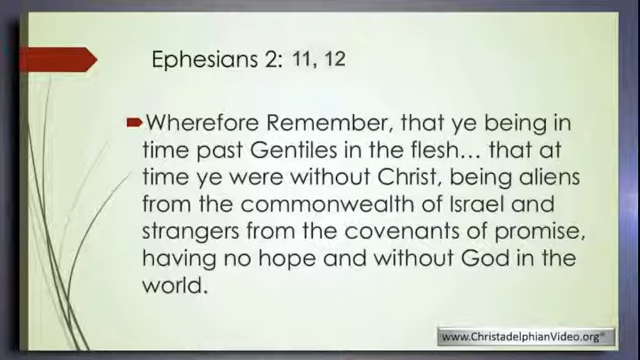 Ephesians 2: 11, 12
Wherefore Remember, that ye being in
time past Gentiles in the flesh... that at
time ye were without Christ, being aliens
from the commonwealth of Israel and
strangers from the covenants of promise,
having no hope and without God in the
world.
www.ChristadelphianVideo.org®